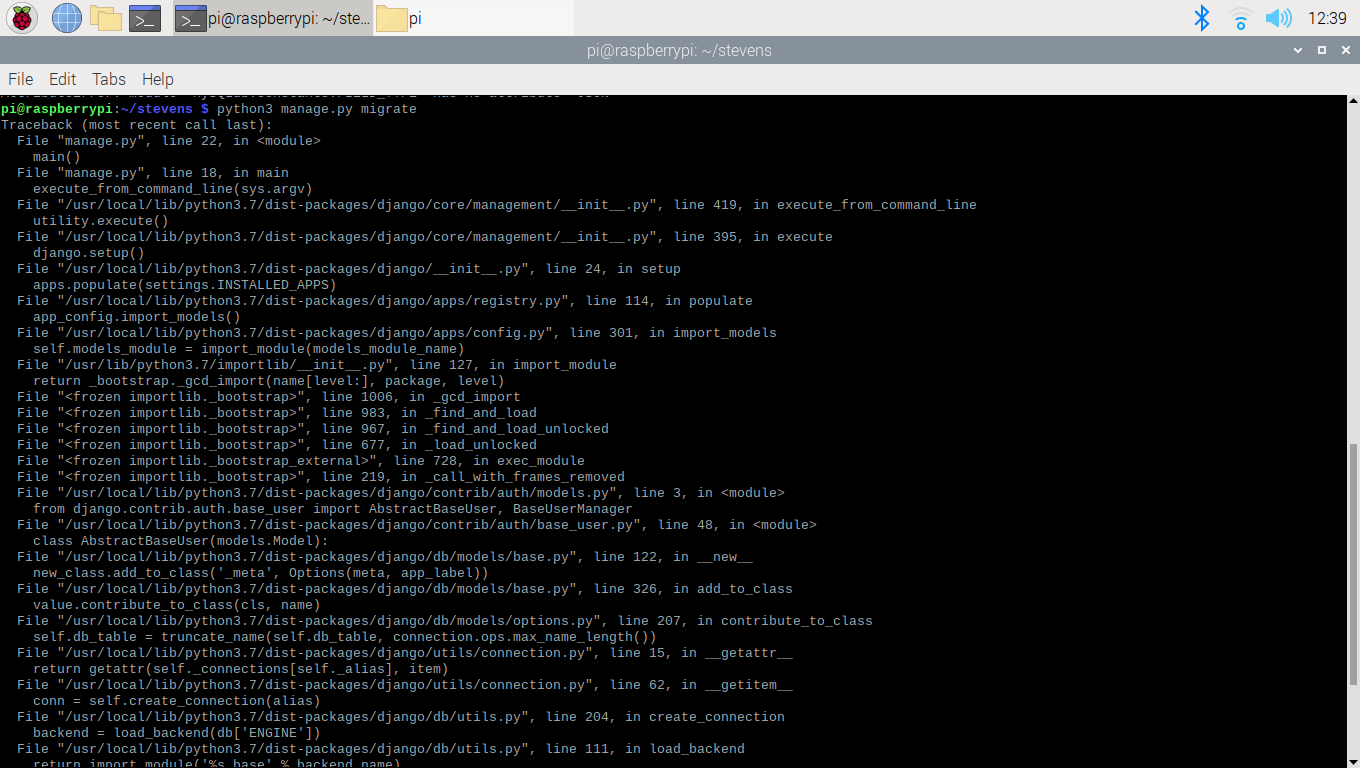 pi@raspberrypi: ~/ste... pi 12:39
pi@raspberrypi: ~/stevens
File Edit Tabs Help
pi@raspberrypi:~/stevens $ python3 manage.py migrate
Traceback (most recent call last):
  File "manage.py", line 22, in <module>
    main()
  File "manage.py", line 18, in main
    execute_from_command_line(sys.argv)
  File "/usr/local/lib/python3.7/dist-packages/django/core/management/__init__.py", line 419, in execute_from_command_line
    utility.execute()
  File "/usr/local/lib/python3.7/dist-packages/django/core/management/__init__.py", line 395, in execute
    django.setup()
  File "/usr/local/lib/python3.7/dist-packages/django/__init__.py", line 24, in setup
    apps.populate(settings.INSTALLED_APPS)
  File "/usr/local/lib/python3.7/dist-packages/django/apps/registry.py", line 114, in populate
    app_config.import_models()
  File "/usr/local/lib/python3.7/dist-packages/django/apps/config.py", line 301, in import_models
    self.models_module = import_module(models_module_name)
  File "/usr/lib/python3.7/importlib/__init__.py", line 127, in import_module
    return _bootstrap._gcd_import(name[level:], package, level)
  File "<frozen importlib._bootstrap>", line 1006, in _gcd_import
  File "<frozen importlib._bootstrap>", line 983, in _find_and_load
  File "<frozen importlib._bootstrap>", line 967, in _find_and_load_unlocked
  File "<frozen importlib._bootstrap>", line 677, in _load_unlocked
  File "<frozen importlib._bootstrap_external>", line 728, in exec_module
  File "<frozen importlib._bootstrap>", line 219, in _call_with_frames_removed
  File "/usr/local/lib/python3.7/dist-packages/django/contrib/auth/models.py", line 3, in <module>
    from django.contrib.auth.base_user import AbstractBaseUser, BaseUserManager
  File "/usr/local/lib/python3.7/dist-packages/django/contrib/auth/base_user.py", line 48, in <module>
    class AbstractBaseUser(models.Model):
  File "/usr/local/lib/python3.7/dist-packages/django/db/models/base.py", line 122, in __new__
    new_class.add_to_class('_meta', Options(meta, app_label))
  File "/usr/local/lib/python3.7/dist-packages/django/db/models/base.py", line 326, in add_to_class
    value.contribute_to_class(cls, name)
  File "/usr/local/lib/python3.7/dist-packages/django/db/models/options.py", line 207, in contribute_to_class
    self.db_table = truncate_name(self.db_table, connection.ops.max_name_length())
  File "/usr/local/lib/python3.7/dist-packages/django/utils/connection.py", line 15, in __getattr__
    return getattr(self._connections[self._alias], item)
  File "/usr/local/lib/python3.7/dist-packages/django/utils/connection.py", line 62, in __getitem__
    conn = self.create_connection(alias)
  File "/usr/local/lib/python3.7/dist-packages/django/db/utils.py", line 204, in create_connection
    backend = load_backend(db['ENGINE'])
  File "/usr/local/lib/python3.7/dist-packages/django/db/utils.py", line 111, in load_backend
    return import_module('%s.base' % backend_name)